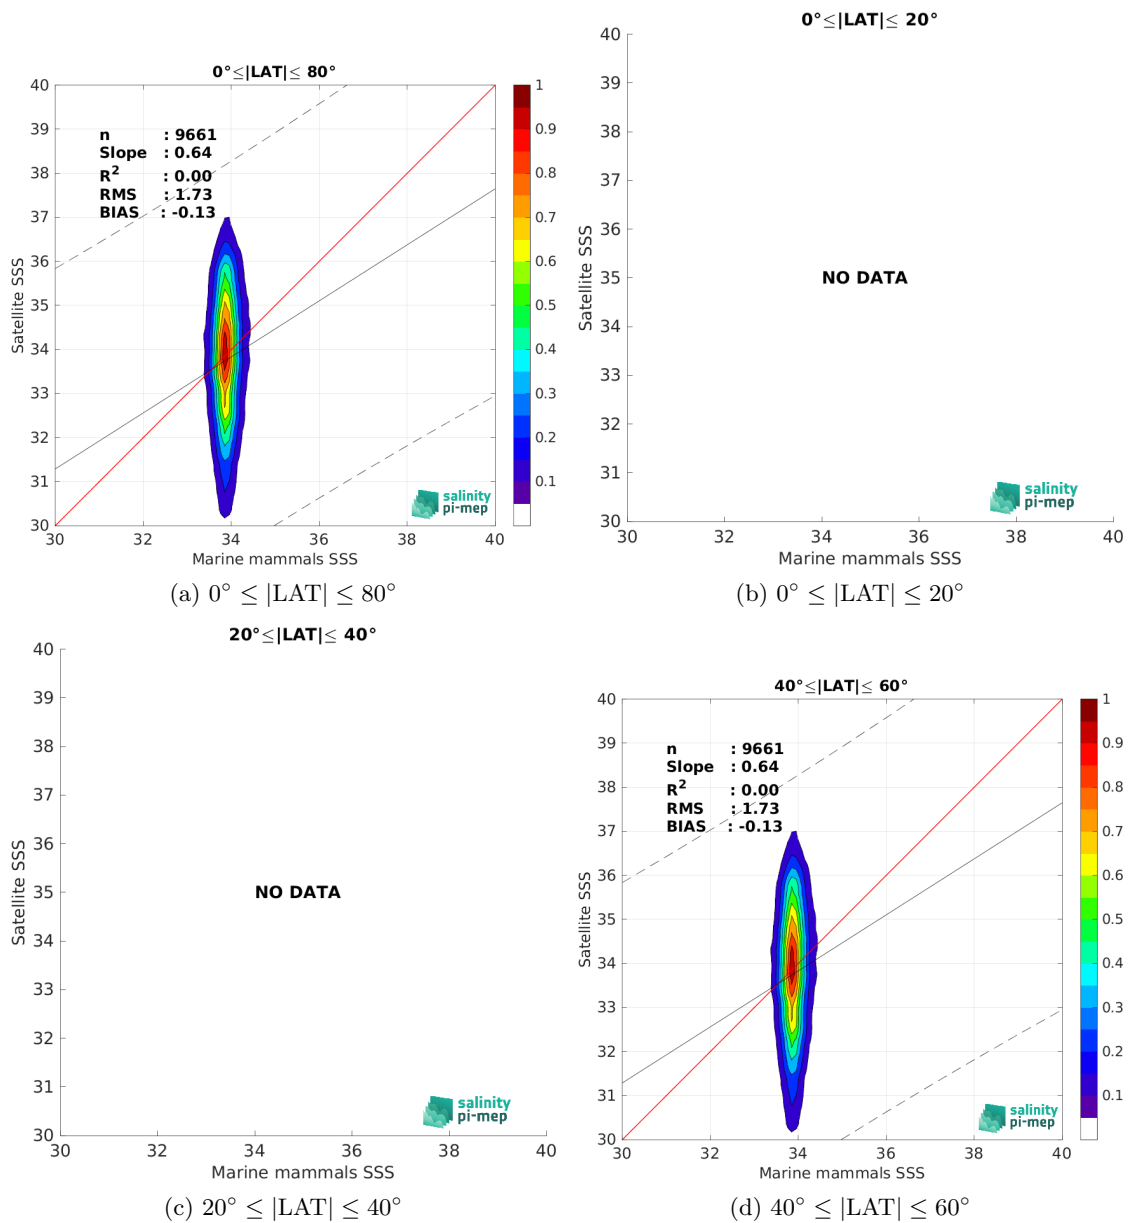 0°≤|LAT|≤ 80°
40
39
38
37
36
35
34
33
32
31
30
Satellite SSS
n : 9661
Slope : 0.64
R² : 0.00
RMS : 1.73
BIAS : -0.13
1
0.9
0.8
0.7
0.6
0.5
0.4
0.3
0.2
0.1
salinity
pi-mep
30 32 34 36 38 40
Marine mammals SSS
(a) 0° ≤ |LAT| ≤ 80°
0°≤|LAT|≤ 20°
40
39
38
37
36
35
34
33
32
31
30
Satellite SSS
NO DATA
salinity
pi-mep
30 32 34 36 38 40
Marine mammals SSS
(b) 0° ≤ |LAT| ≤ 20°
20°≤|LAT|≤ 40°
40
39
38
37
36
35
34
33
32
31
30
Satellite SSS
NO DATA
salinity
pi-mep
30 32 34 36 38 40
Marine mammals SSS
(c) 20° ≤ |LAT| ≤ 40°
40°≤|LAT|≤ 60°
40
39
38
37
36
35
34
33
32
31
30
Satellite SSS
n : 9661
Slope : 0.64
R² : 0.00
RMS : 1.73
BIAS : -0.13
1
0.9
0.8
0.7
0.6
0.5
0.4
0.3
0.2
0.1
salinity
pi-mep
30 32 34 36 38 40
Marine mammals SSS
(d) 40° ≤ |LAT| ≤ 60°